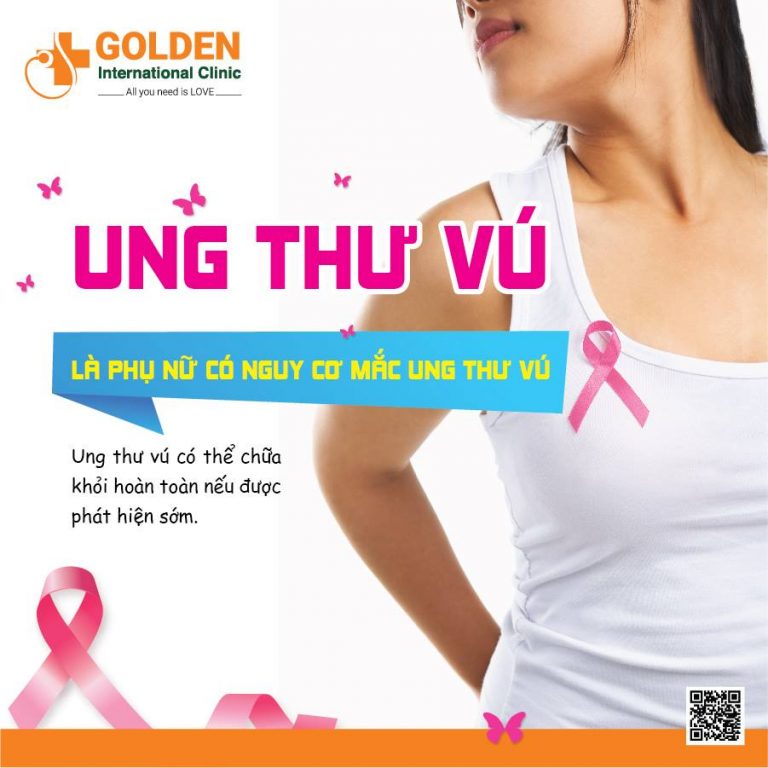 GOLDEN
International Clinic
All you need is LOVE
UNG THƯ VÚ
LÀ PHỤ NỮ CÓ NGUY CƠ MẮC UNG THƯ VÚ
Ung thư vú có thể chữa
khỏi hoàn toàn nếu được
phát hiện sớm.